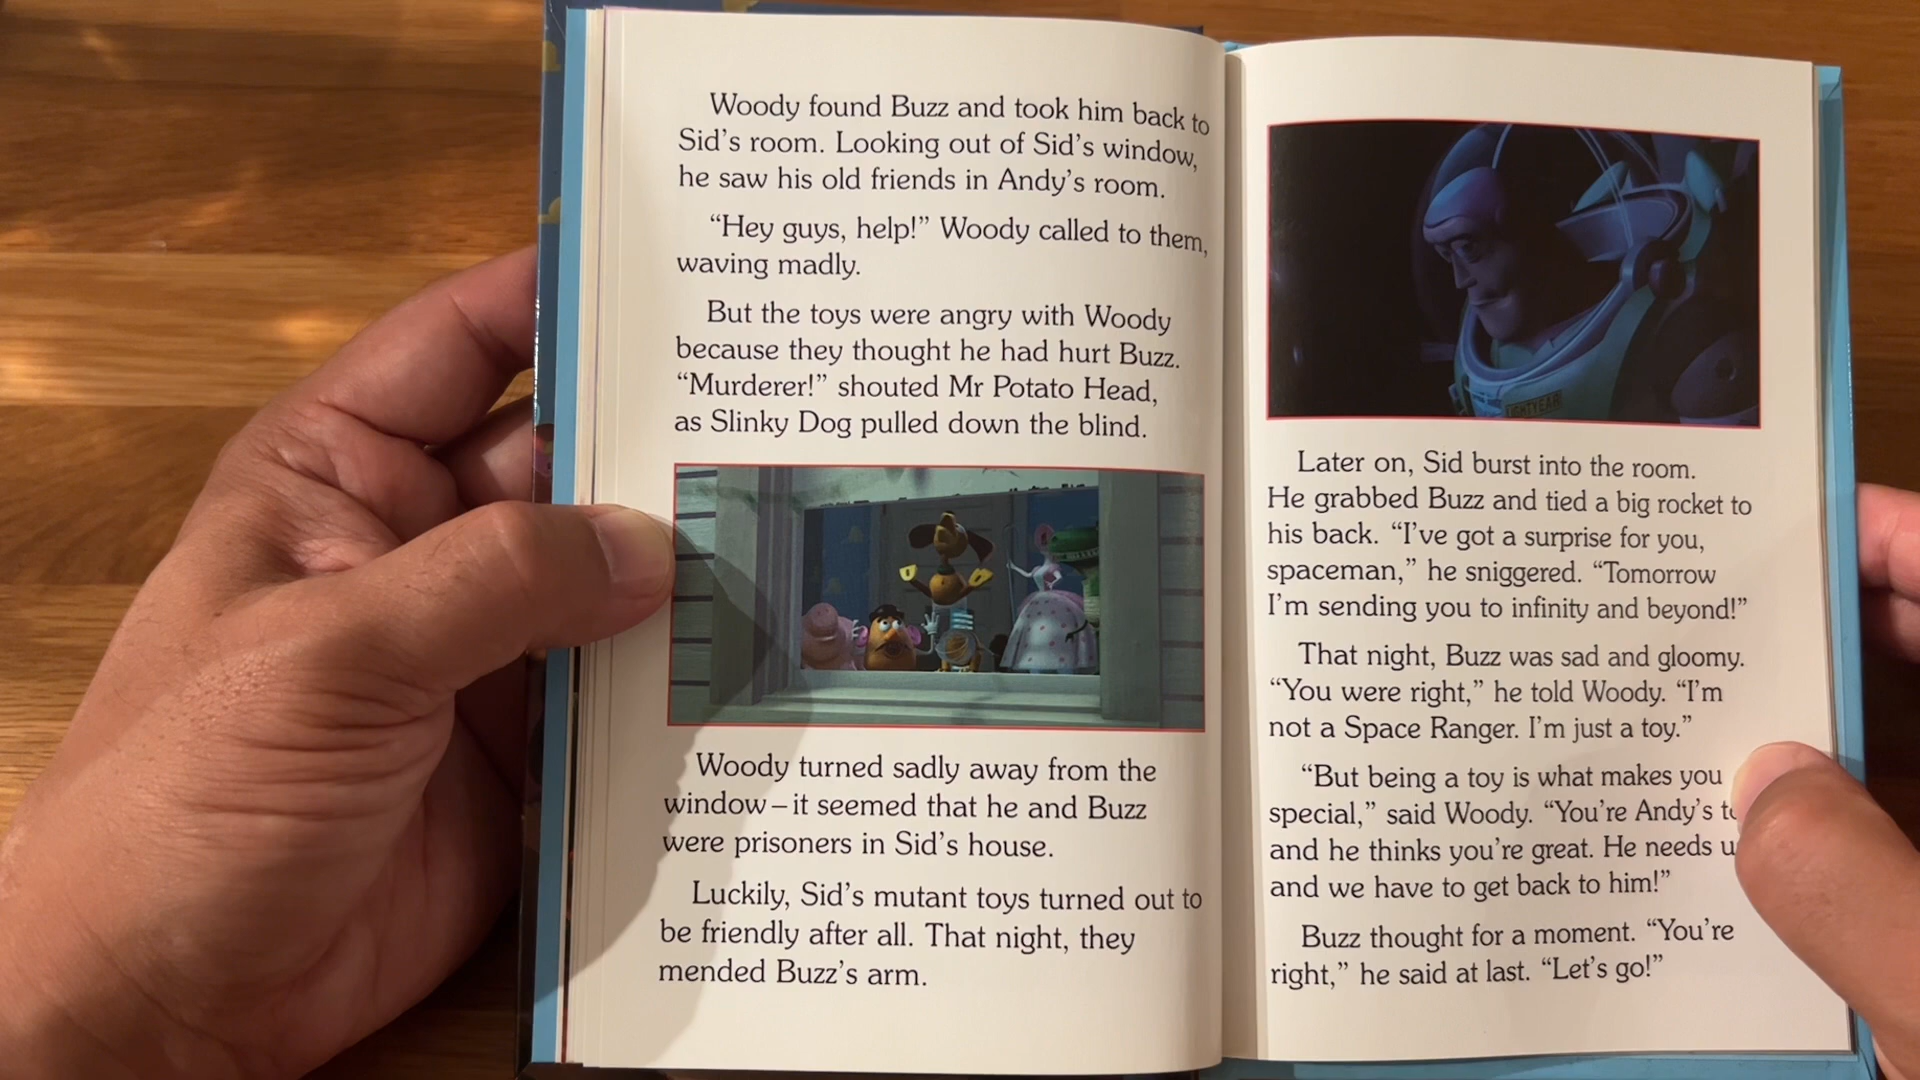 Woody found Buzz and took him back to
Sid's room. Looking out of Sid's window,
he saw his old friends in Andy's room.
“Hey guys, help!” Woody called to them,
waving madly.
But the toys were angry with Woody
because they thought he had hurt Buzz.
“Murderer!” shouted Mr Potato Head,
as Slinky Dog pulled down the blind.
Woody turned sadly away from the
window – it seemed that he and Buzz
were prisoners in Sid's house.
Luckily, Sid's mutant toys turned out to
be friendly after all. That night, they
mended Buzz's arm.
LIGHTYEAR
Later on, Sid burst into the room.
He grabbed Buzz and tied a big rocket to
his back. “I've got a surprise for you,
spaceman,” he sniggered. “Tomorrow
I'm sending you to infinity and beyond!”
That night, Buzz was sad and gloomy.
“You were right,” he told Woody. “I'm
not a Space Ranger. I'm just a toy.”
“But being a toy is what makes you
special,” said Woody. “You're Andy's
and he thinks you're great. He needs
and we have to get back to him!”
Buzz thought for a moment. “You're
right,” he said at last. “Let's go!”